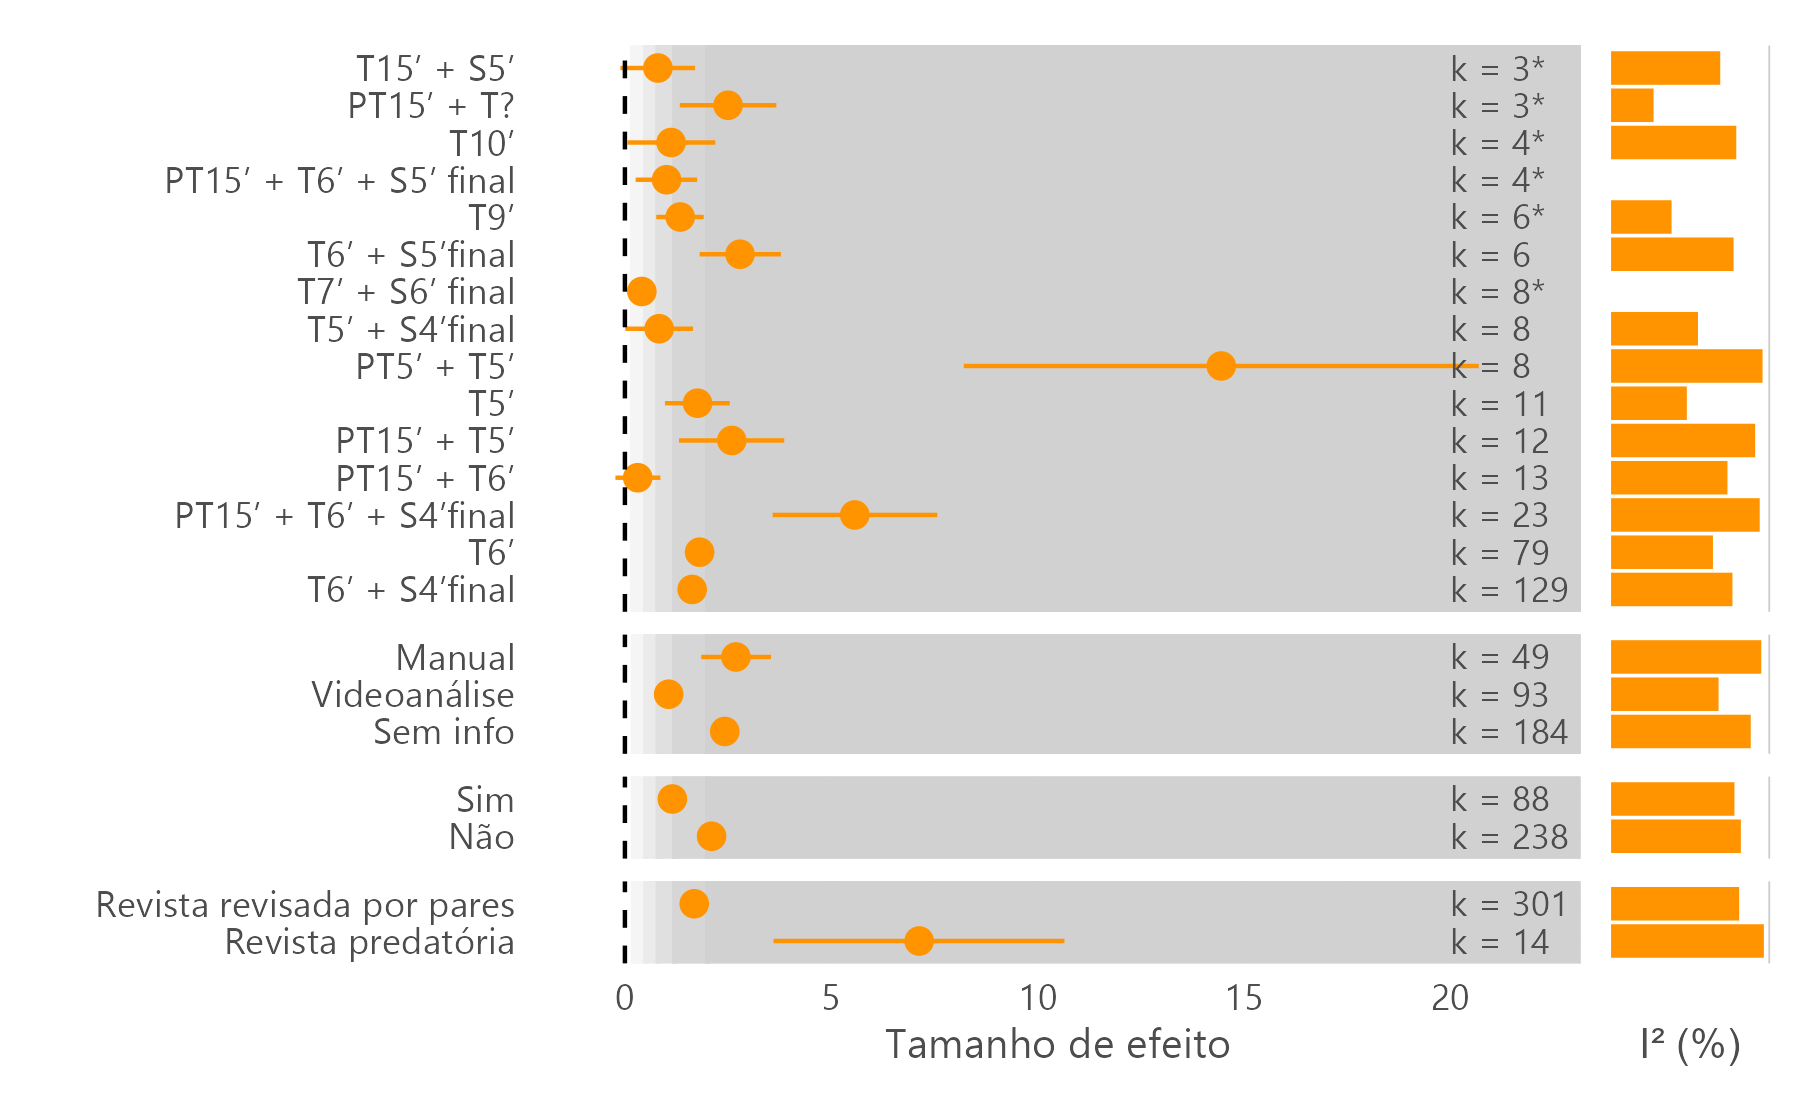 T15′ + S5′ k = 3*
PT15′ + T? k = 3*
T10′ k = 4*
PT15′ + T6′ + S5′ final k = 4*
T9′ k = 6*
T6′ + S5′final k = 6
T7′ + S6′ final k = 8*
T5′ + S4′final k = 8
PT5′ + T5′ k = 8
T5′ k = 11
PT15′ + T5′ k = 12
PT15′ + T6′ k = 13
PT15′ + T6′ + S4′final k = 23
T6′ k = 79
T6′ + S4′final k = 129
Manual k = 49
Videoanálise k = 93
Sem info k = 184
Sim k = 88
Não k = 238
Revista revisada por pares k = 301
Revista predatória k = 14
0 5 10 15 20
Tamanho de efeito I² (%)